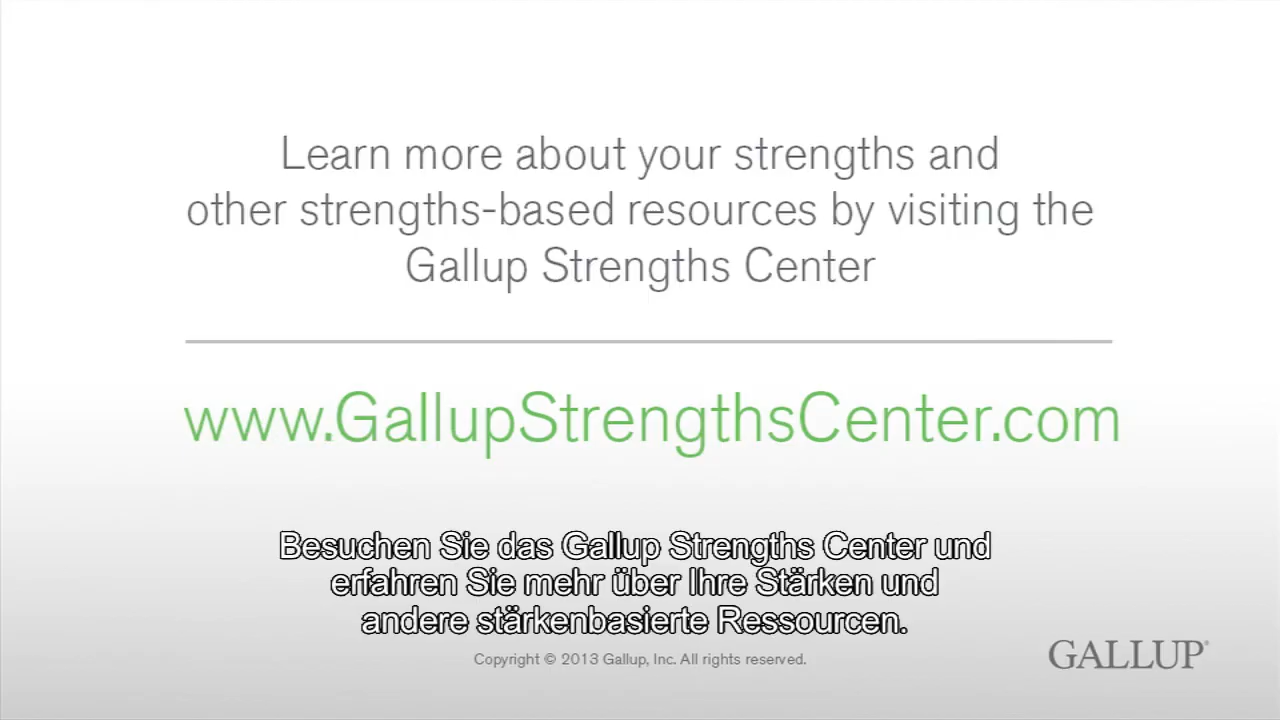 Learn more about your strengths and
other strengths-based resources by visiting the
Gallup Strengths Center
www.GallupStrengthsCenter.com
Besuchen Sie das Gallup Strengths Center und
erfahren Sie mehr über Ihre Stärken und
andere stärkenbasierte Ressourcen.
Copyright © 2013 Gallup, Inc. All rights reserved.
GALLUP®